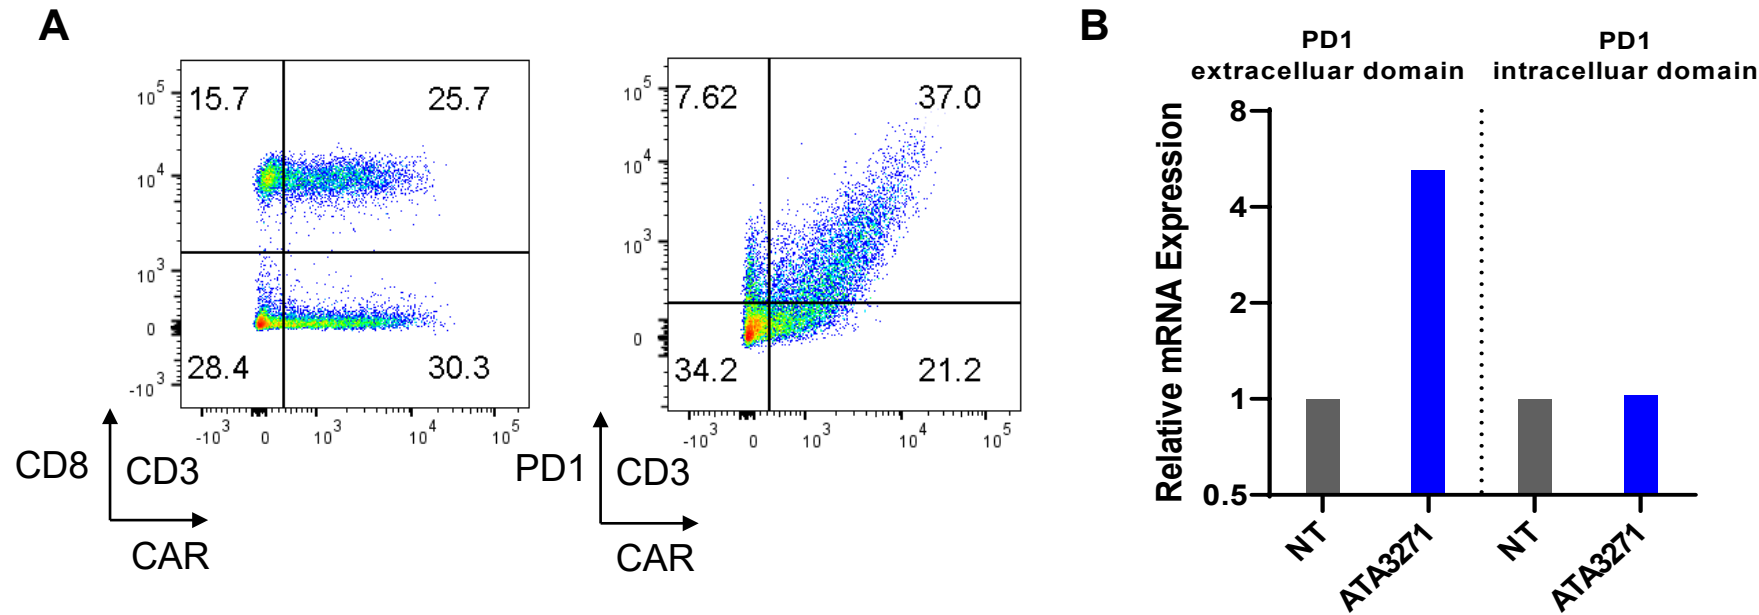 A
15.7
25.7
28.4
30.3
10^5
10^4
10^3
0
-10^3
-10^3
0
10^3
10^4
10^5
CD8
CD3
CAR
7.62
37.0
34.2
21.2
10^5
10^4
10^3
0
-10^3
0
10^3
10^4
10^5
PD1
CD3
CAR
B
PD1
extracelluar domain
PD1
intracelluar domain
Relative mRNA Expression
8
4
2
1
0.5
NT
ATA3271
NT
ATA3271